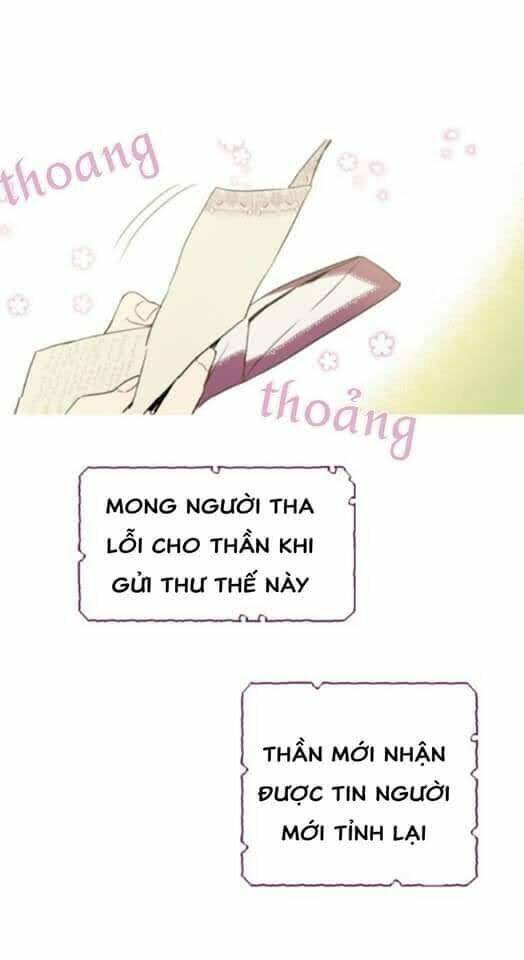 thoang
thoảng
MONG NGƯỜI THA
LỖI CHO THẦN KHI
GỬI THƯ THẾ NÀY
THẦN MỚI NHẬN
ĐƯỢC TIN NGƯỜI
MỚI TỈNH LẠI